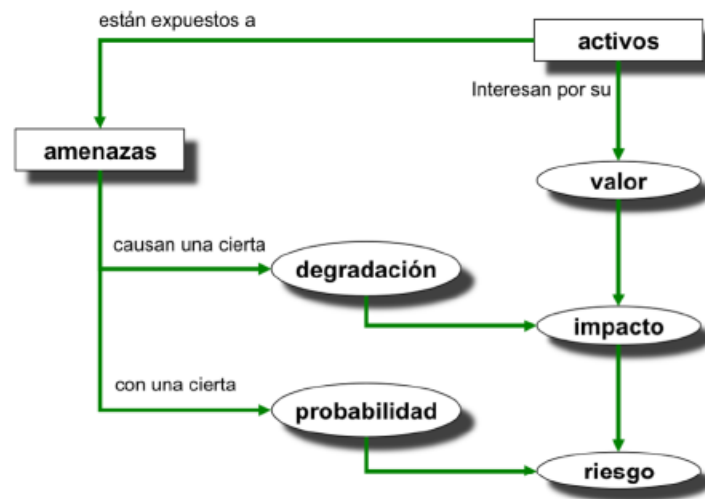 están expuestos a
activos
Interesan por su
amenazas
valor
causan una cierta
degradación
impacto
con una cierta
probabilidad
riesgo